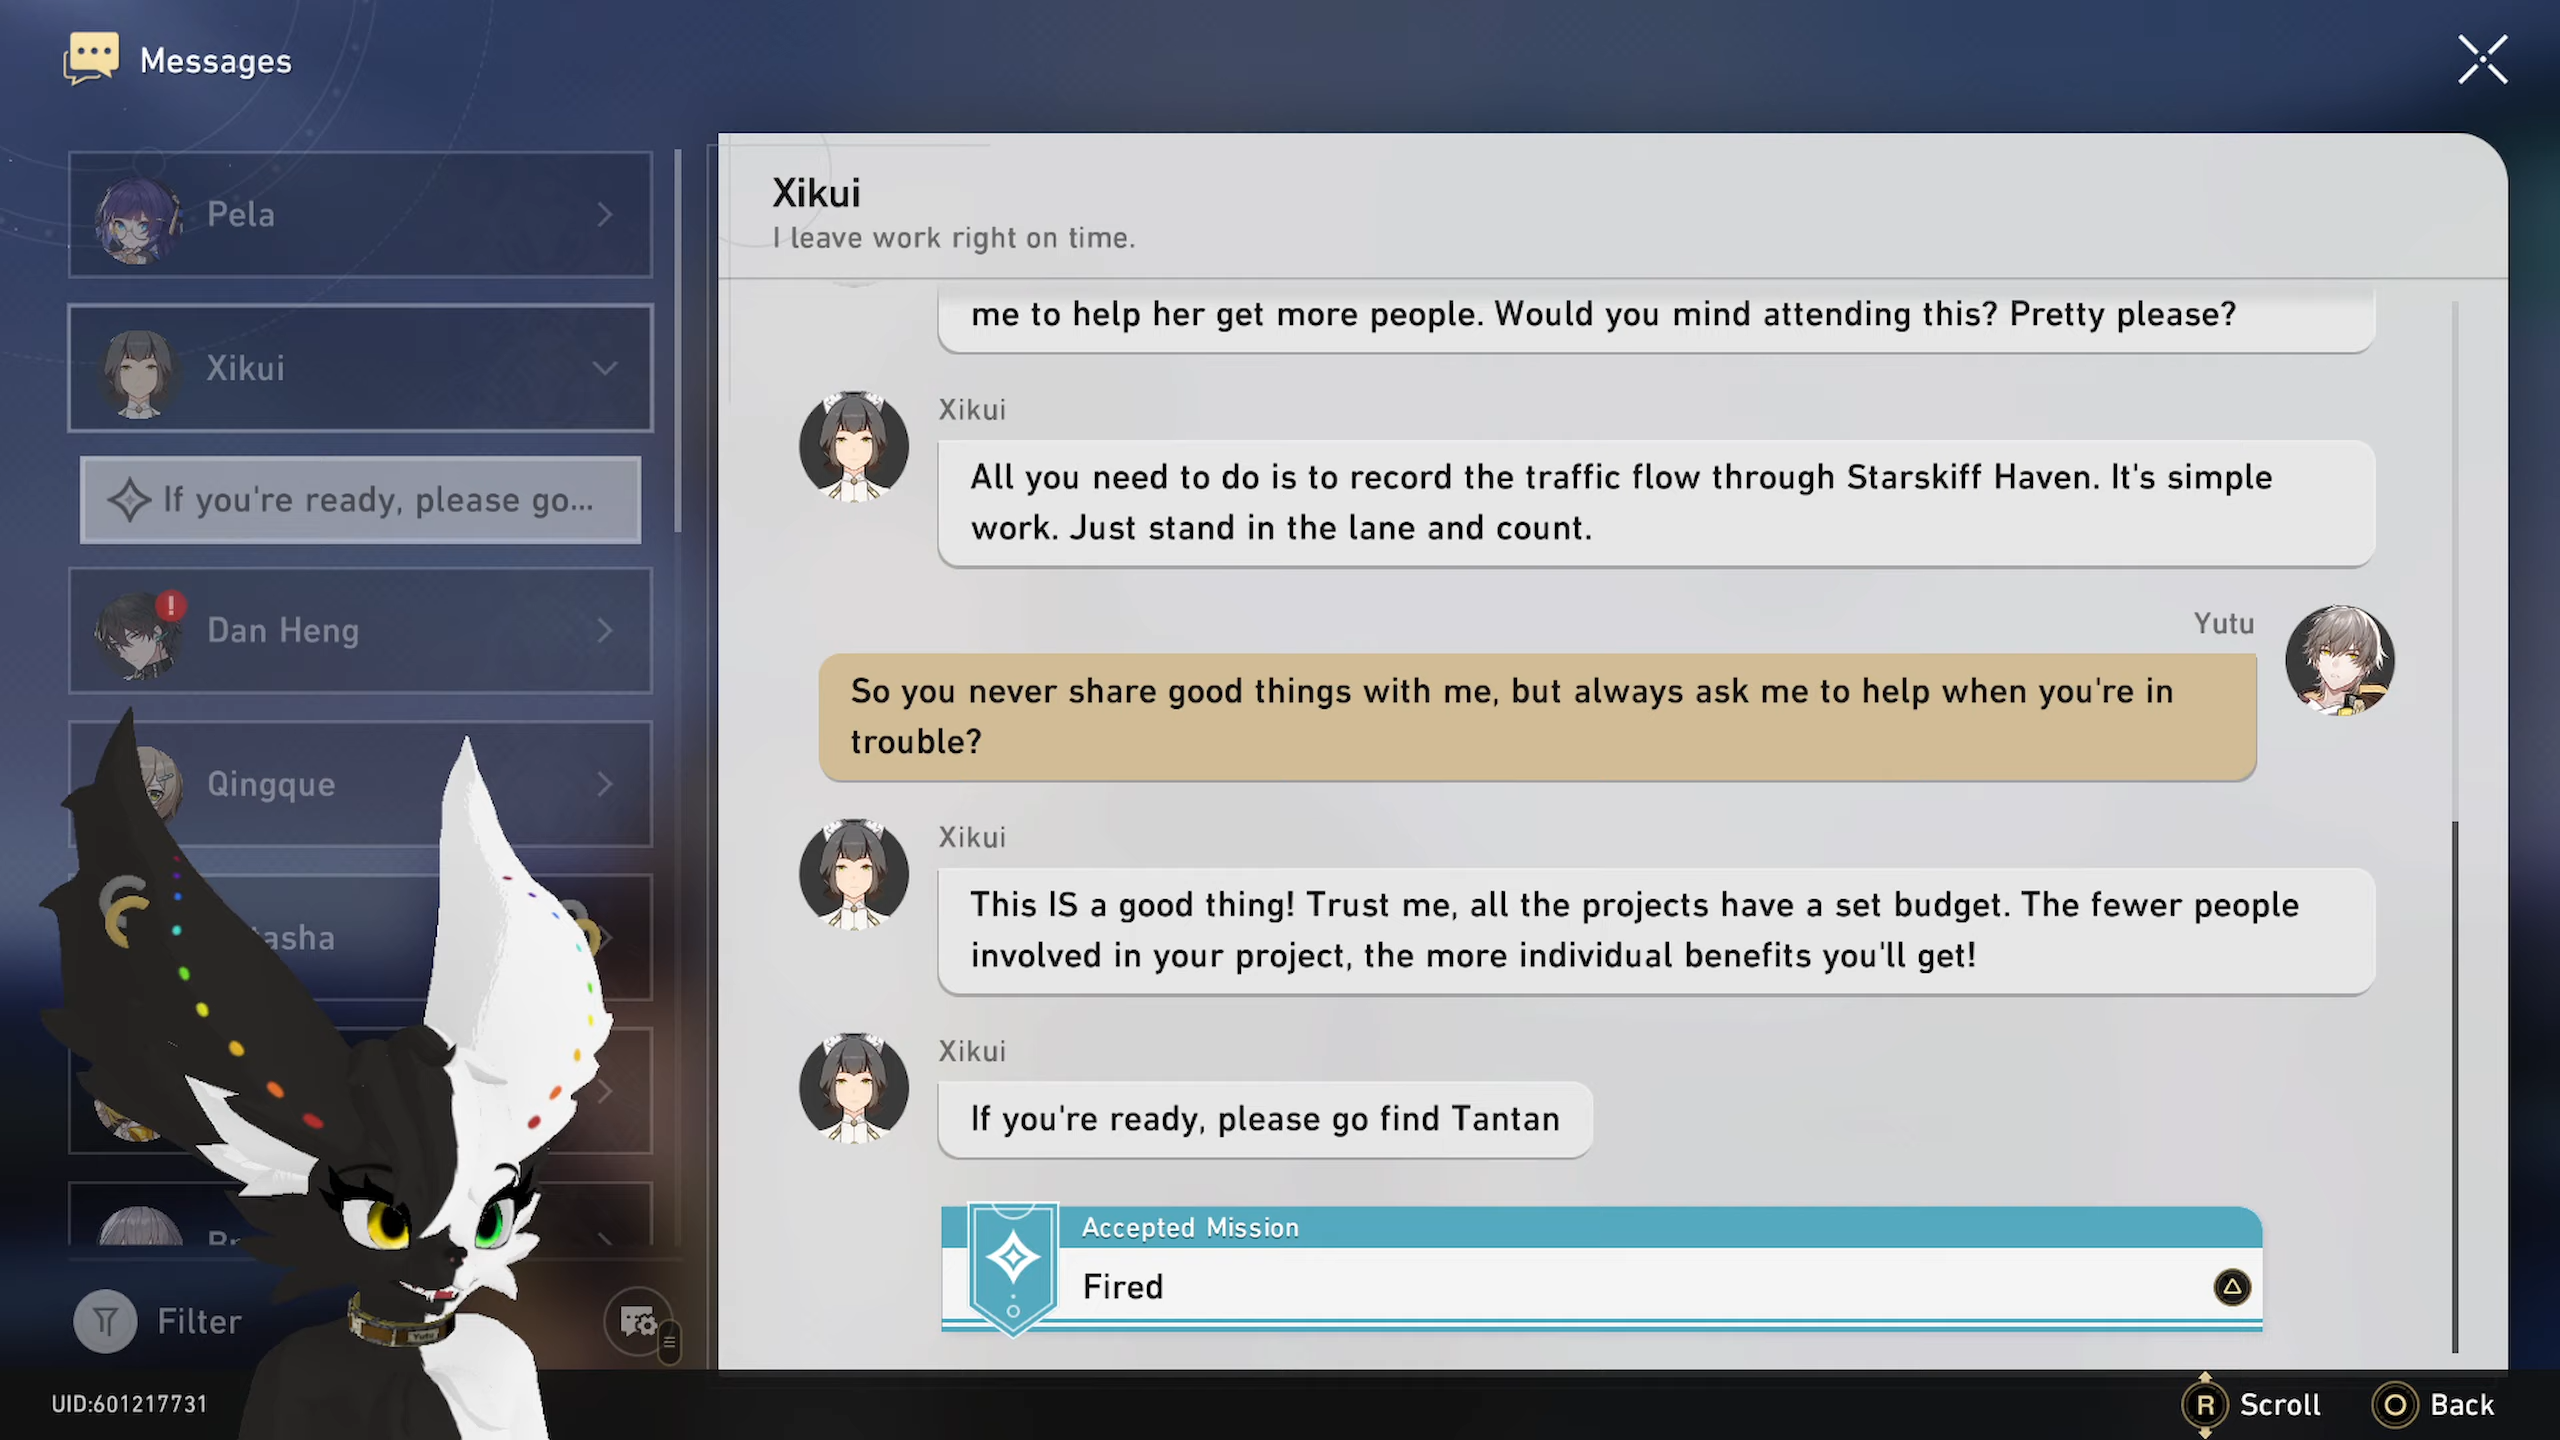 Messages
Pela
Xikui
If you're ready, please go...
Dan Heng
Qingque
tasha
Filter
UID:601217731
Xikui
I leave work right on time.
me to help her get more people. Would you mind attending this? Pretty please?
Xikui
All you need to do is to record the traffic flow through Starskiff Haven. It's simple
work. Just stand in the lane and count.
Yutu
So you never share good things with me, but always ask me to help when you're in
trouble?
Xikui
This IS a good thing! Trust me, all the projects have a set budget. The fewer people
involved in your project, the more individual benefits you'll get!
Xikui
If you're ready, please go find Tantan
Accepted Mission
Fired
Yutu
R Scroll
Back